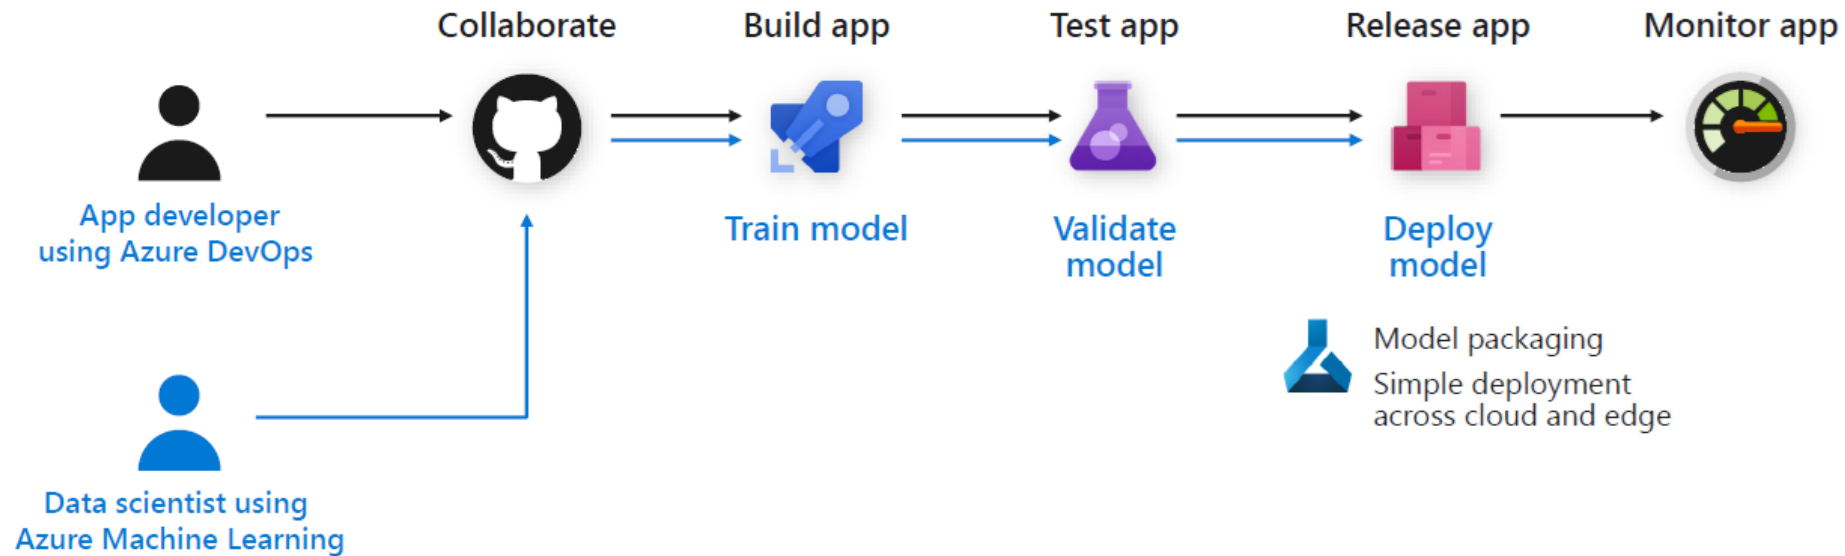 Collaborate
Build app
Test app
Release app
Monitor app
App developer
using Azure DevOps
Train model
Validate
model
Deploy
model
Model packaging
Simple deployment
across cloud and edge
Data scientist using
Azure Machine Learning